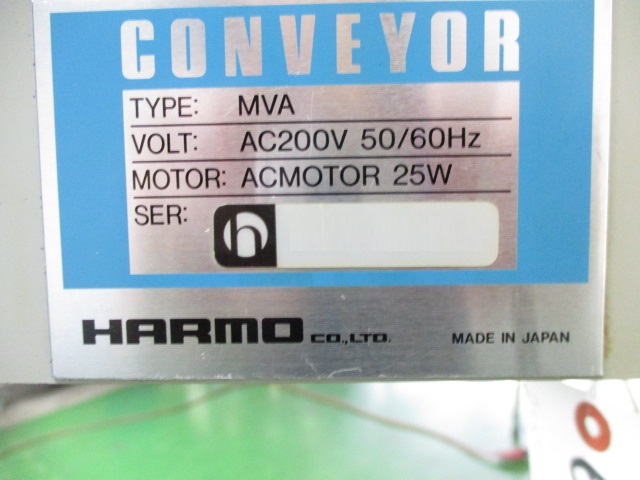 CONVEYOR
TYPE: MVA
VOLT: AC200V 50/60Hz
MOTOR: ACMOTOR 25W
SER: h
HARMO CO.,LTD. MADE IN JAPAN